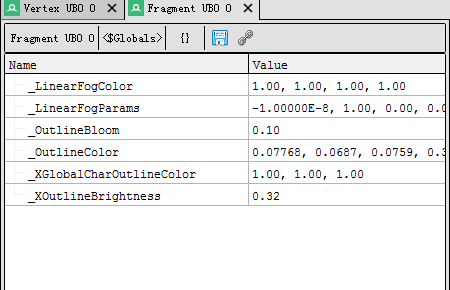 Vertex UBO 0 Fragment UBO 0
Fragment UBO 0 <$Globals> {}
Name Value
_LinearFogColor 1.00, 1.00, 1.00, 1.00
_LinearFogParams -1.00000E-8, 1.00, 0.00, 0.0
_OutlineBloom 0.10
_OutlineColor 0.07768, 0.0687, 0.0759, 0.3
_XGlobalCharOutlineColor 1.00, 1.00, 1.00
_XOutlineBrightness 0.32